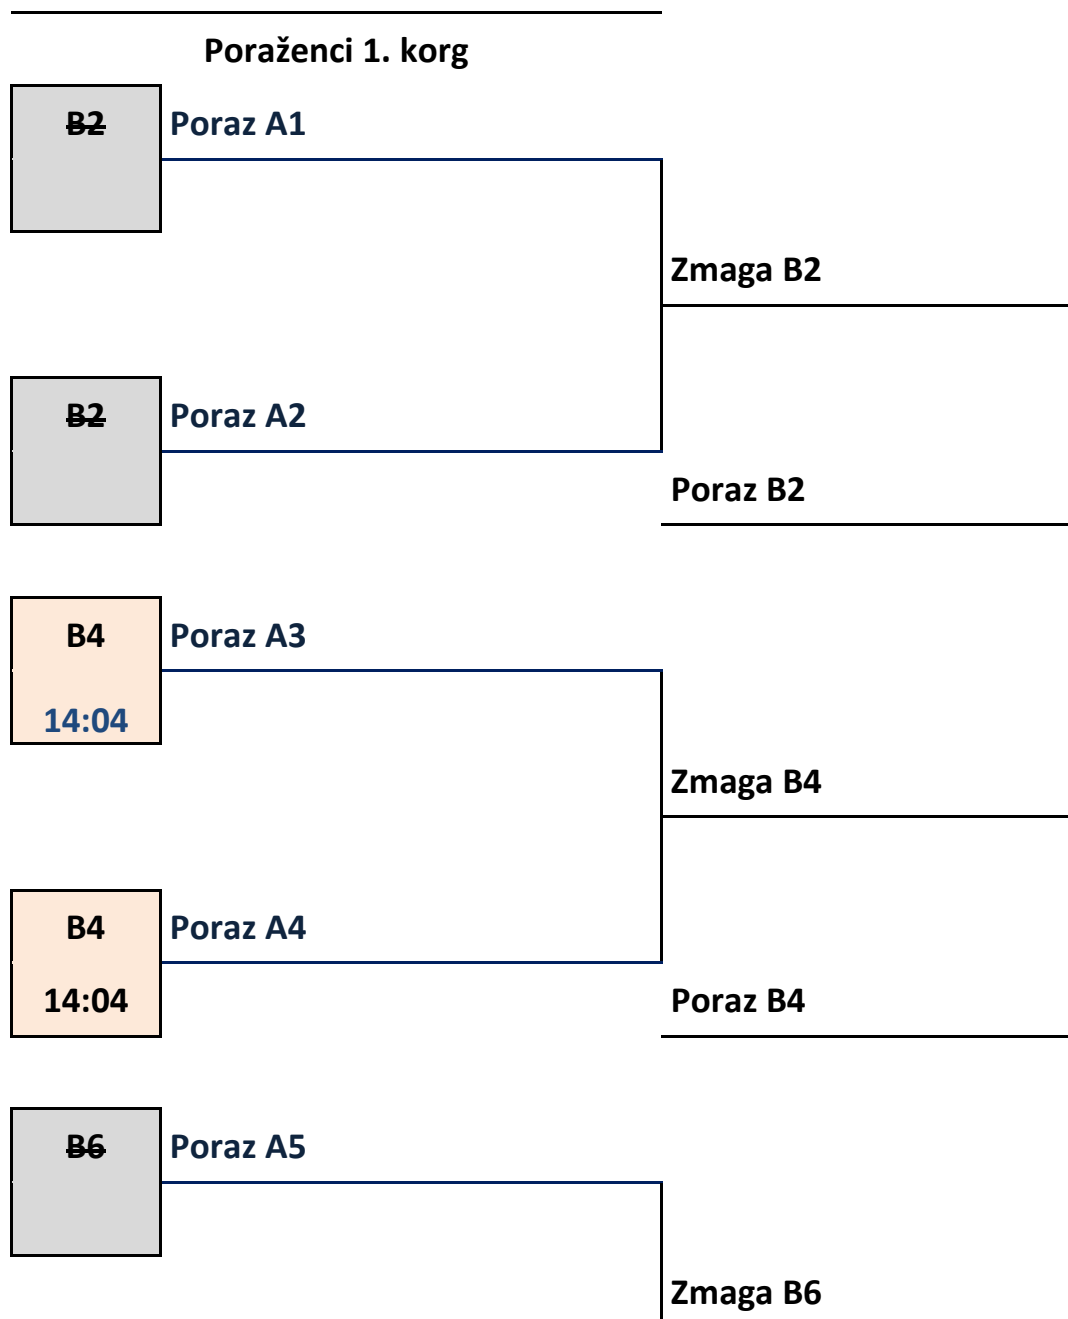 Poraženci 1. korg
B2 Poraz A1
Zmaga B2
B2 Poraz A2
Poraz B2
B4 Poraz A3
14:04
Zmaga B4
B4 Poraz A4
14:04 Poraz B4
B6 Poraz A5
Zmaga B6